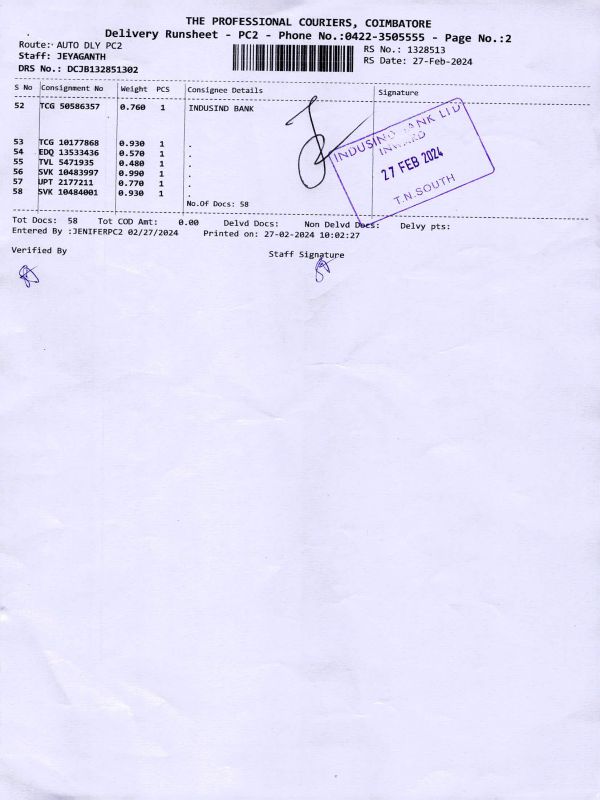 THE PROFESSIONAL COURIERS, COIMBATORE
Delivery Runsheet - PC2 - Phone No.:0422-3505555 - Page No.:2
Route: AUTO DLY PC2
RS No.: 1328513
Staff: JEYAGANTH
RS Date: 27-Feb-2024
DRS No.: DCJB132851302
S No Consignment No Weight PCS Consignee Details Signature
52 TCG 50586357 0.760 1 INDUSIND BANK
53 TCG 10177868 0.930 1 .
54 EDQ 13533436 0.570 1 .
55 TVL 5471935 0.480 1 .
56 SVK 10483997 0.990 1 .
57 UPT 2177211 0.770 1 .
58 SVK 10484001 0.930 1 .
No.Of Docs: 58
INDUSIND BANK LTD
INWARD
27 FEB 2024
T.N.SOUTH
Tot Docs: 58 Tot COD Amt: 0.00 Delvd Docs: Non Delvd Docs: Delvy pts:
Entered By :JENIFERPC2 02/27/2024 Printed on: 27-02-2024 10:02:27
Verified By Staff Signature